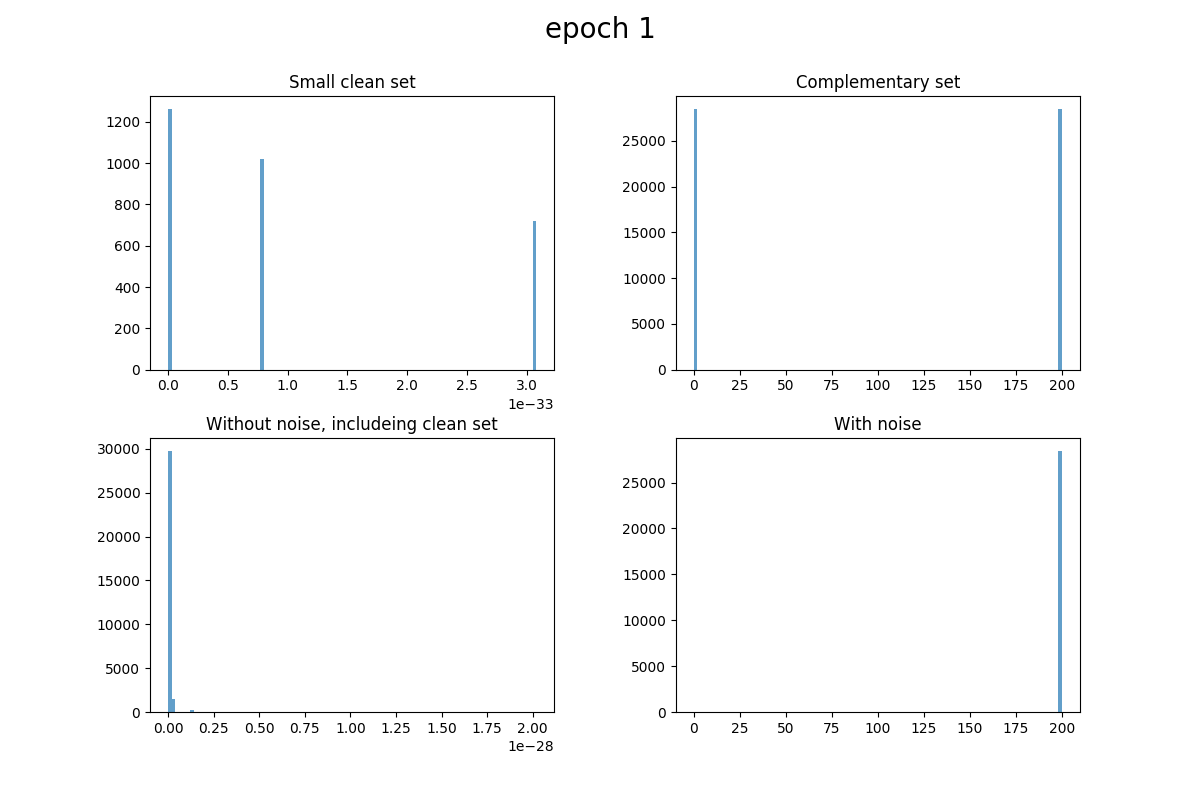 epoch 1
Small clean set
1200
1000
800
600
400
200
0
0.0 0.5 1.0 1.5 2.0 2.5 3.0
1e−33
Complementary set
25000
20000
15000
10000
5000
0
0 25 50 75 100 125 150 175 200
Without noise, includeing clean set
30000
25000
20000
15000
10000
5000
0
0.00 0.25 0.50 0.75 1.00 1.25 1.50 1.75 2.00
1e−28
With noise
25000
20000
15000
10000
5000
0
0 25 50 75 100 125 150 175 200